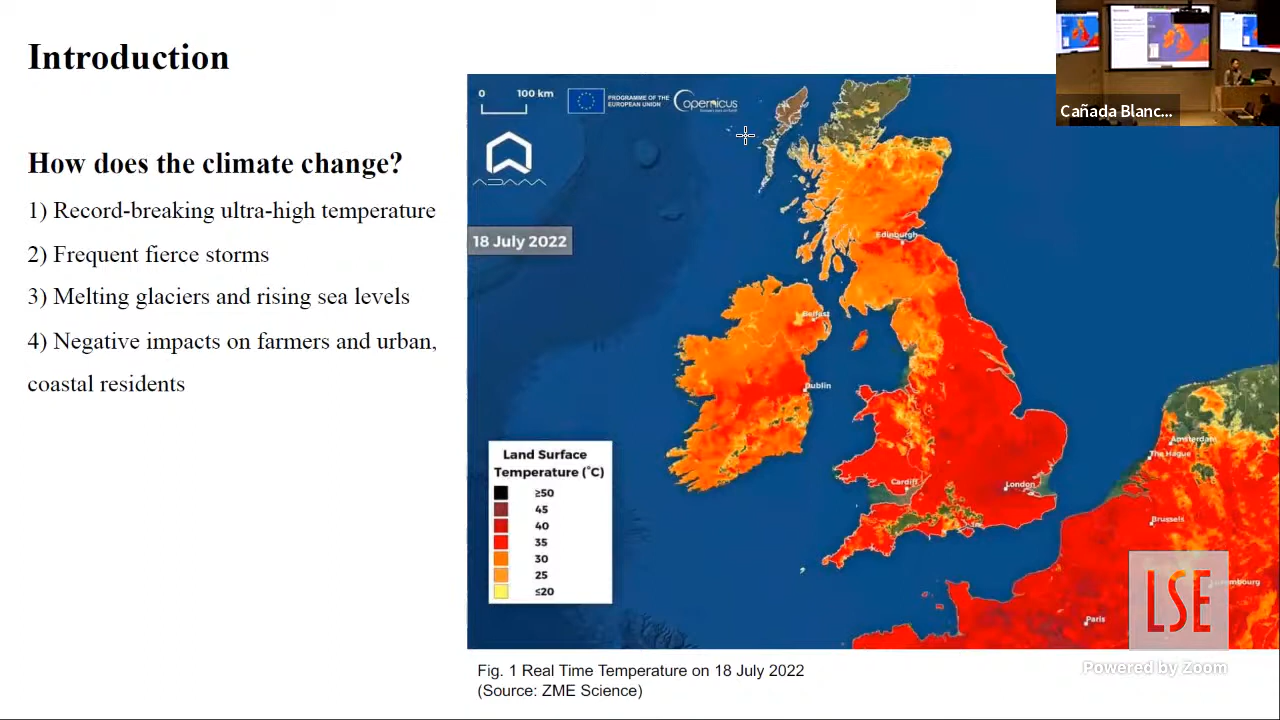 Introduction
How does the climate change?
1) Record-breaking ultra-high temperature
2) Frequent fierce storms
3) Melting glaciers and rising sea levels
4) Negative impacts on farmers and urban,
coastal residents
0 100 km
PROGRAMME OF THE
EUROPEAN UNION
opernicus
ADAM
18 July 2022
Edinburgh
Belfast
Dublin
Cardiff
London
Amsterdam
The Hague
Brussels
Paris
Land Surface
Temperature (°C)
≥50
45
40
35
30
25
≤20
Fig. 1 Real Time Temperature on 18 July 2022
(Source: ZME Science)
Cañada Blanc...
LSE
Powered by Zoom